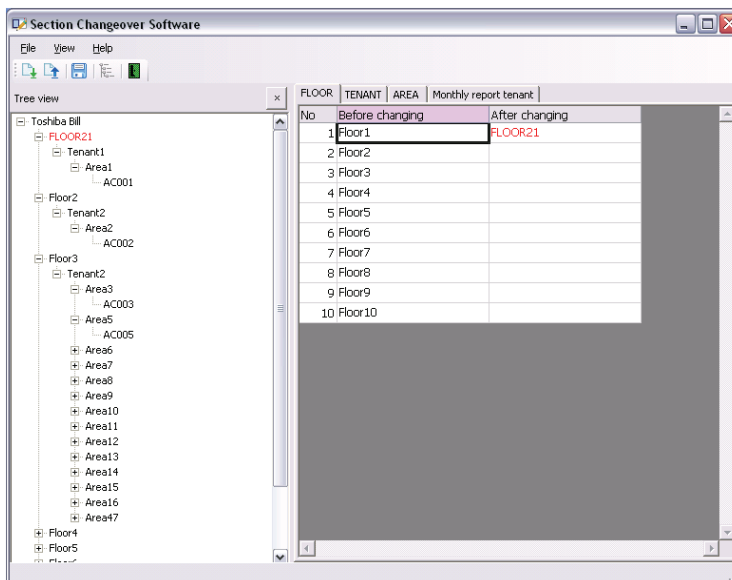 Section Changeover Software
File View Help
Tree view
Toshiba Bill
FLOOR21
Tenant1
Area1
AC001
Floor2
Tenant2
Area2
AC002
Floor3
Tenant2
Area3
AC003
Area5
AC005
Area6
Area7
Area8
Area9
Area10
Area11
Area12
Area13
Area14
Area15
Area16
Area47
Floor4
Floor5
FLOOR TENANT AREA Monthly report tenant
No Before changing After changing
1 Floor1 FLOOR21
2 Floor2
3 Floor3
4 Floor4
5 Floor5
6 Floor6
7 Floor7
8 Floor8
9 Floor9
10 Floor10